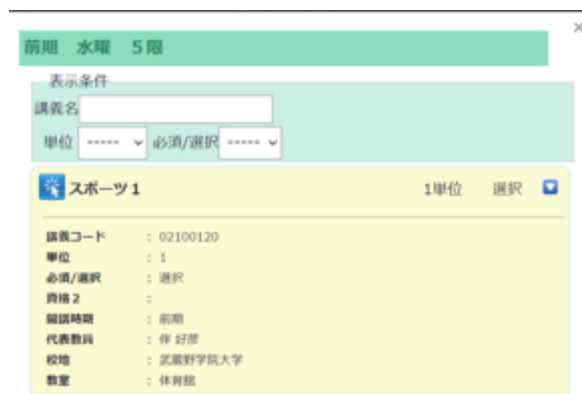 ×
前期 水曜 5限
表示条件
講義名
単位 ----- 必須/選択 -----
スポーツ1 1単位 選択
講義コード : 02100120
単位 : 1
必須/選択 : 選択
資格2 :
開講時期 : 前期
代表教員 : 伴 好彦
校地 : 武蔵野学院大学
教室 : 体育館